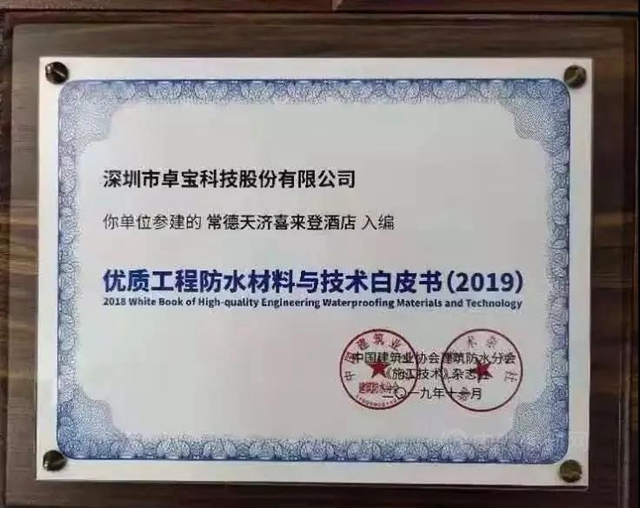 深圳市卓宝科技股份有限公司
你单位参建的 常德天济喜来登酒店 入编
优质工程防水材料与技术白皮书(2019)
2018 White Book of High-quality Engineering Waterproofing Materials and Technology
中国建筑业协会建筑防水分会
《施工技术》杂志社
二〇一九年十月